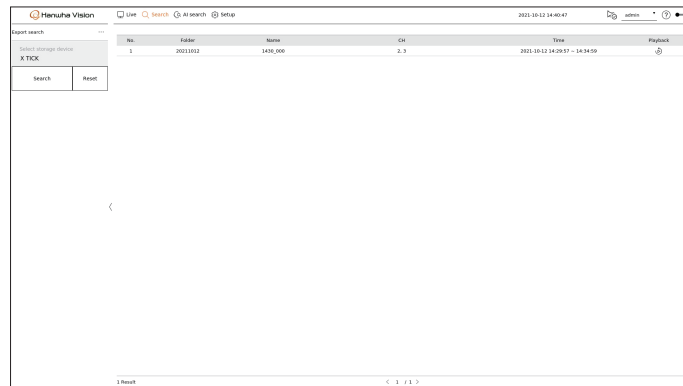 Hanwha Vision
Live Search AI search Setup
2021-10-12 14:40:47
admin
Export search
Select storage device
X TICK
Search Reset
No. Folder Name CH Time Playback
1 20211012 1430_000 2, 3 2021-10-12 14:29:57 ~ 14:34:59
1 Result
< 1 / 1 >